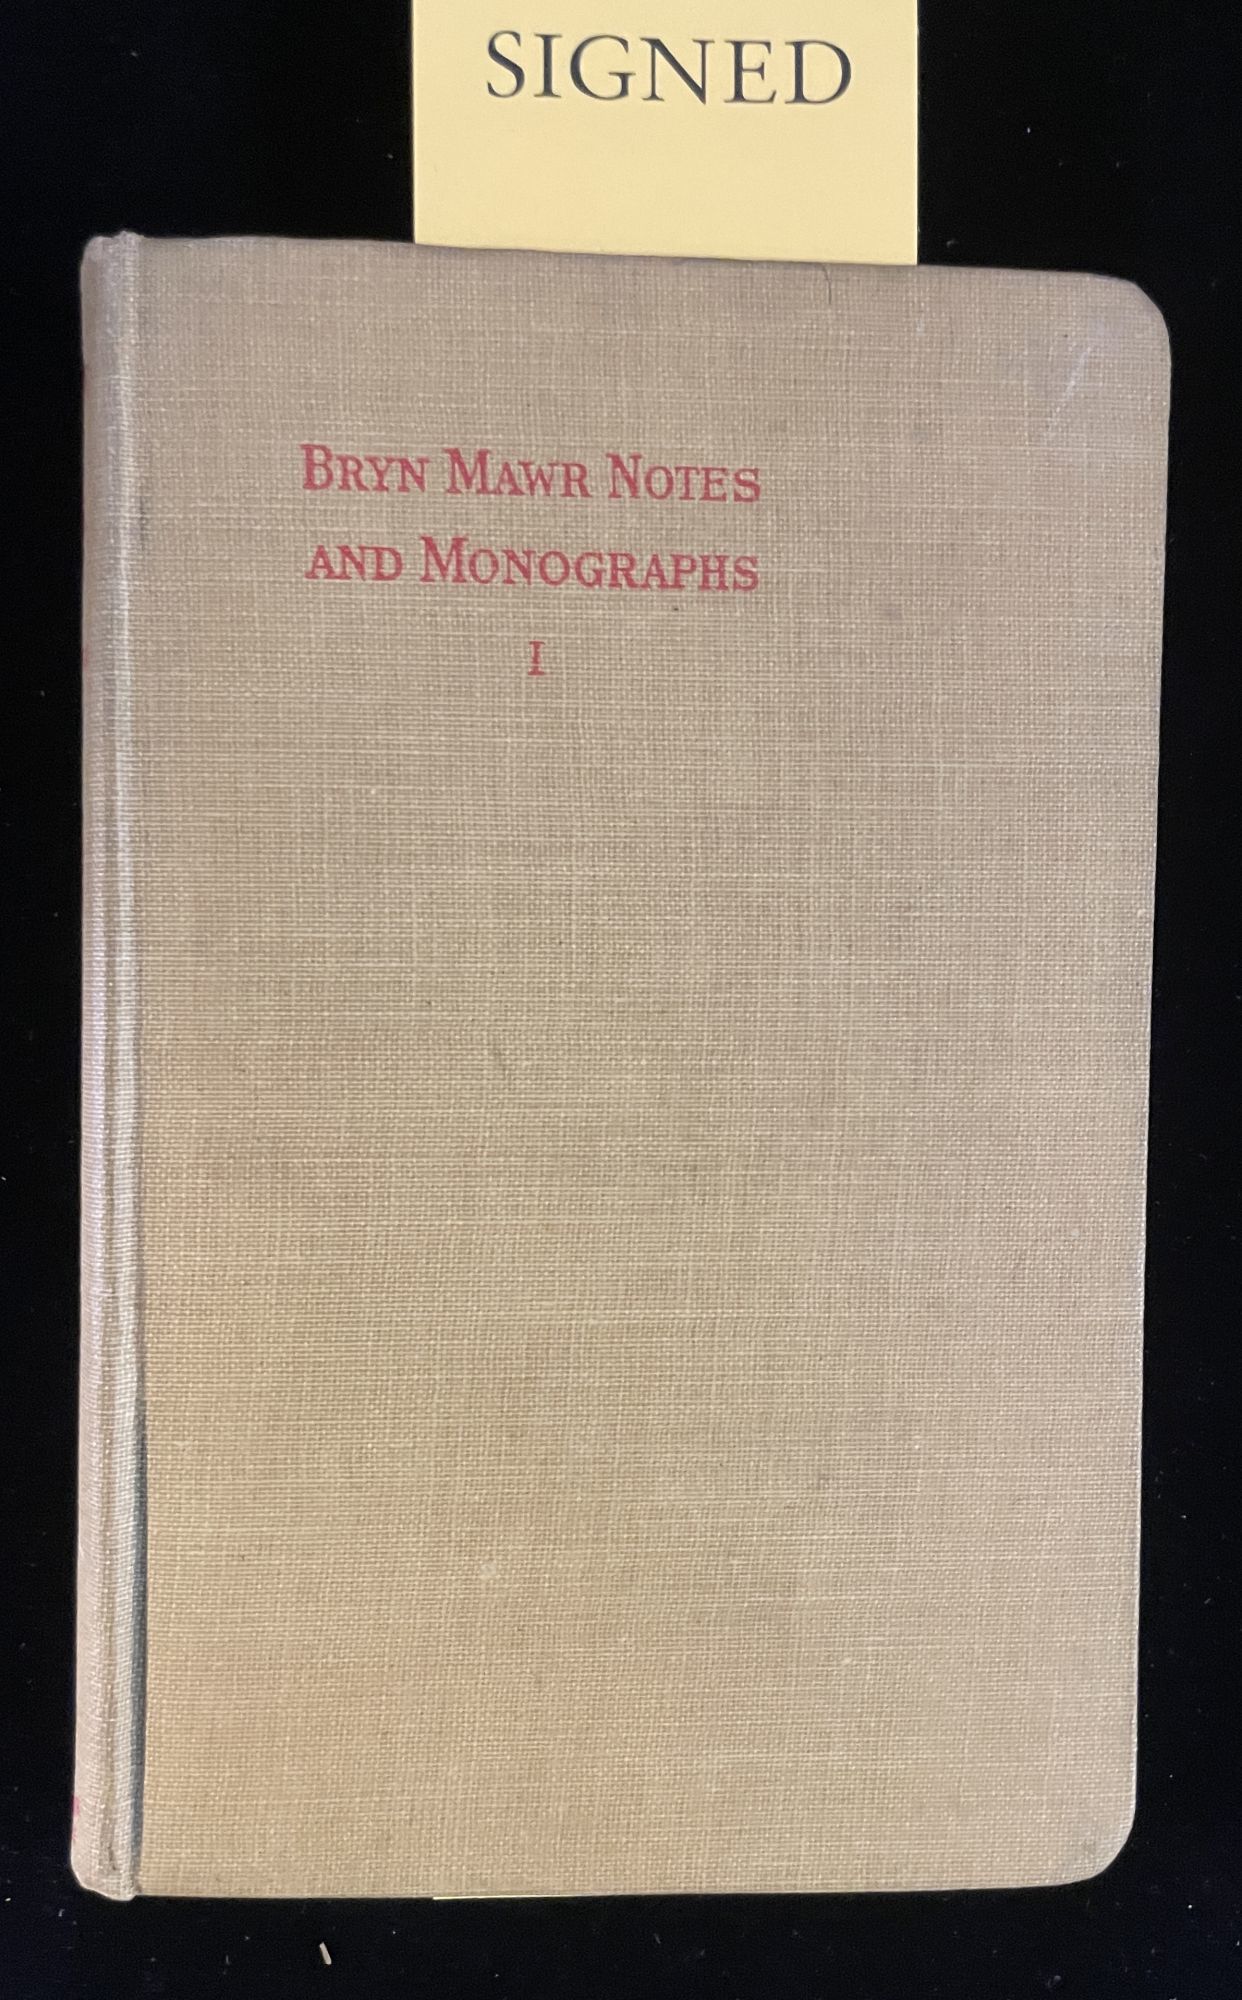 SIGNED
BRYN MAWR NOTES
AND MONOGRAPHS
I